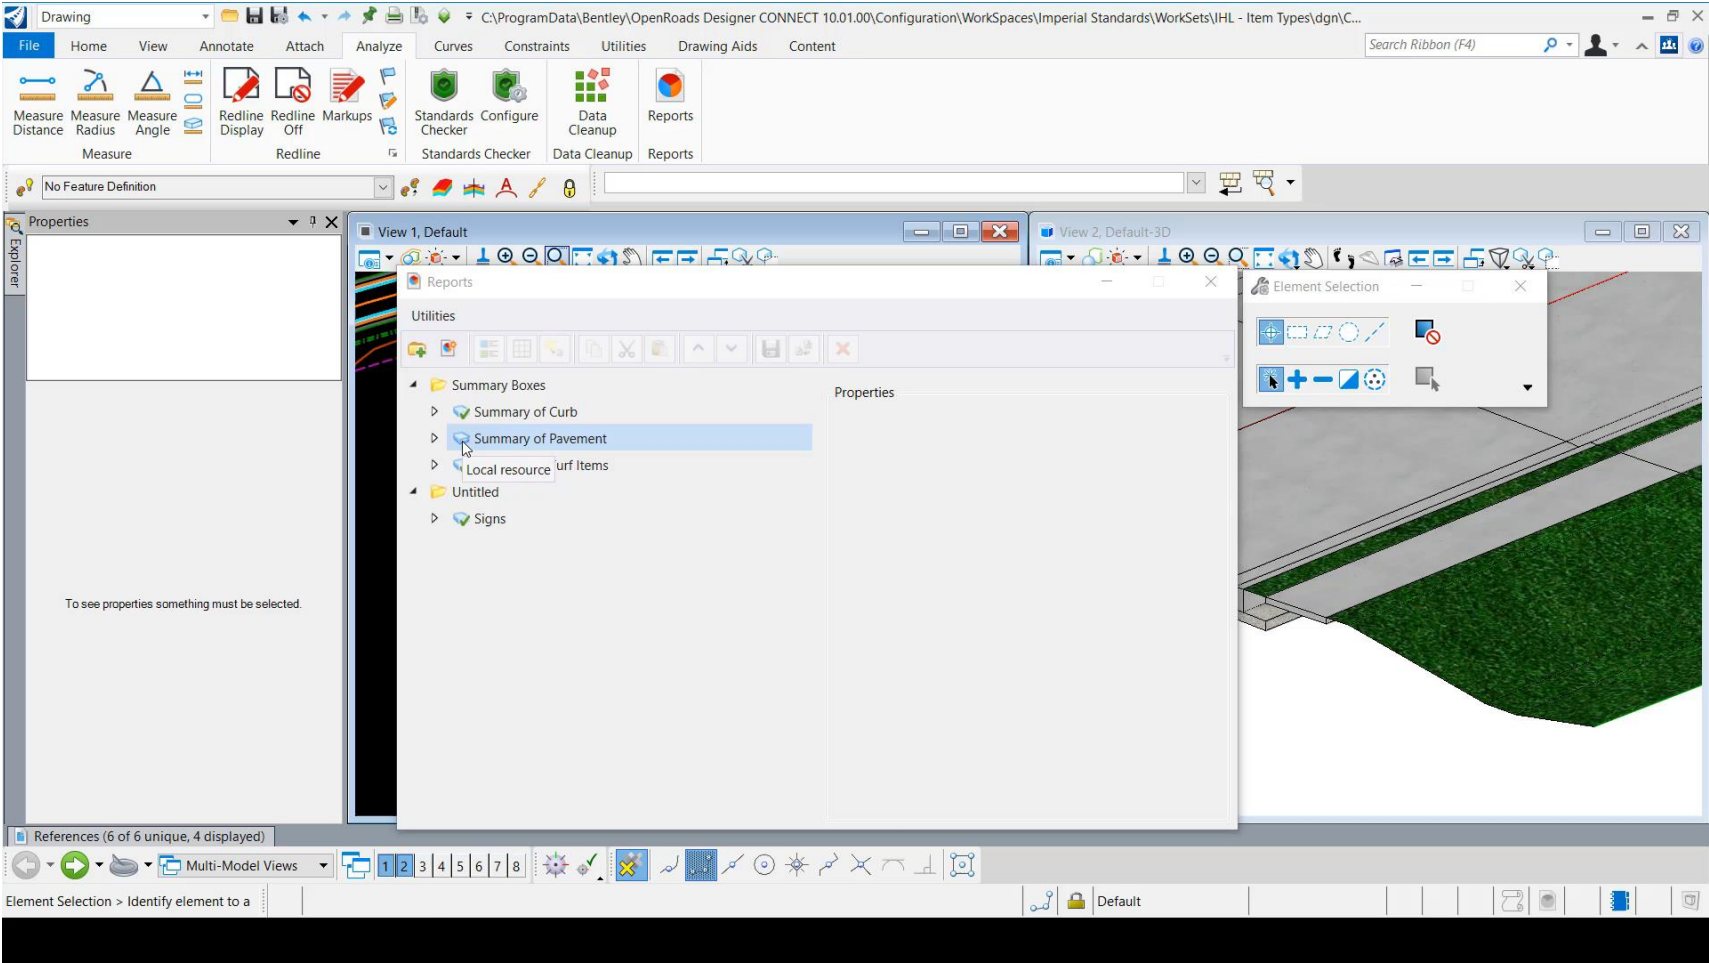 Drawing
C:\ProgramData\Bentley\OpenRoads Designer CONNECT 10.01.00\Configuration\WorkSpaces\Imperial Standards\WorkSets\IHL - Item Types\dgn\C...
File Home View Annotate Attach Analyze Curves Constraints Utilities Drawing Aids Content
Search Ribbon (F4)
Measure Distance
Measure Radius
Measure Angle
Redline Display
Redline Off
Markups
Standards Checker
Configure
Data Cleanup
Reports
Measure Redline Standards Checker Data Cleanup Reports
No Feature Definition
Explorer
Properties
To see properties something must be selected.
View 1, Default
View 2, Default-3D
Reports
Utilities
Summary Boxes
Summary of Curb
Summary of Pavement
Local resource
urf Items
Untitled
Signs
Properties
Element Selection
References (6 of 6 unique, 4 displayed)
Multi-Model Views
1 2 3 4 5 6 7 8
Element Selection > Identify element to a
Default